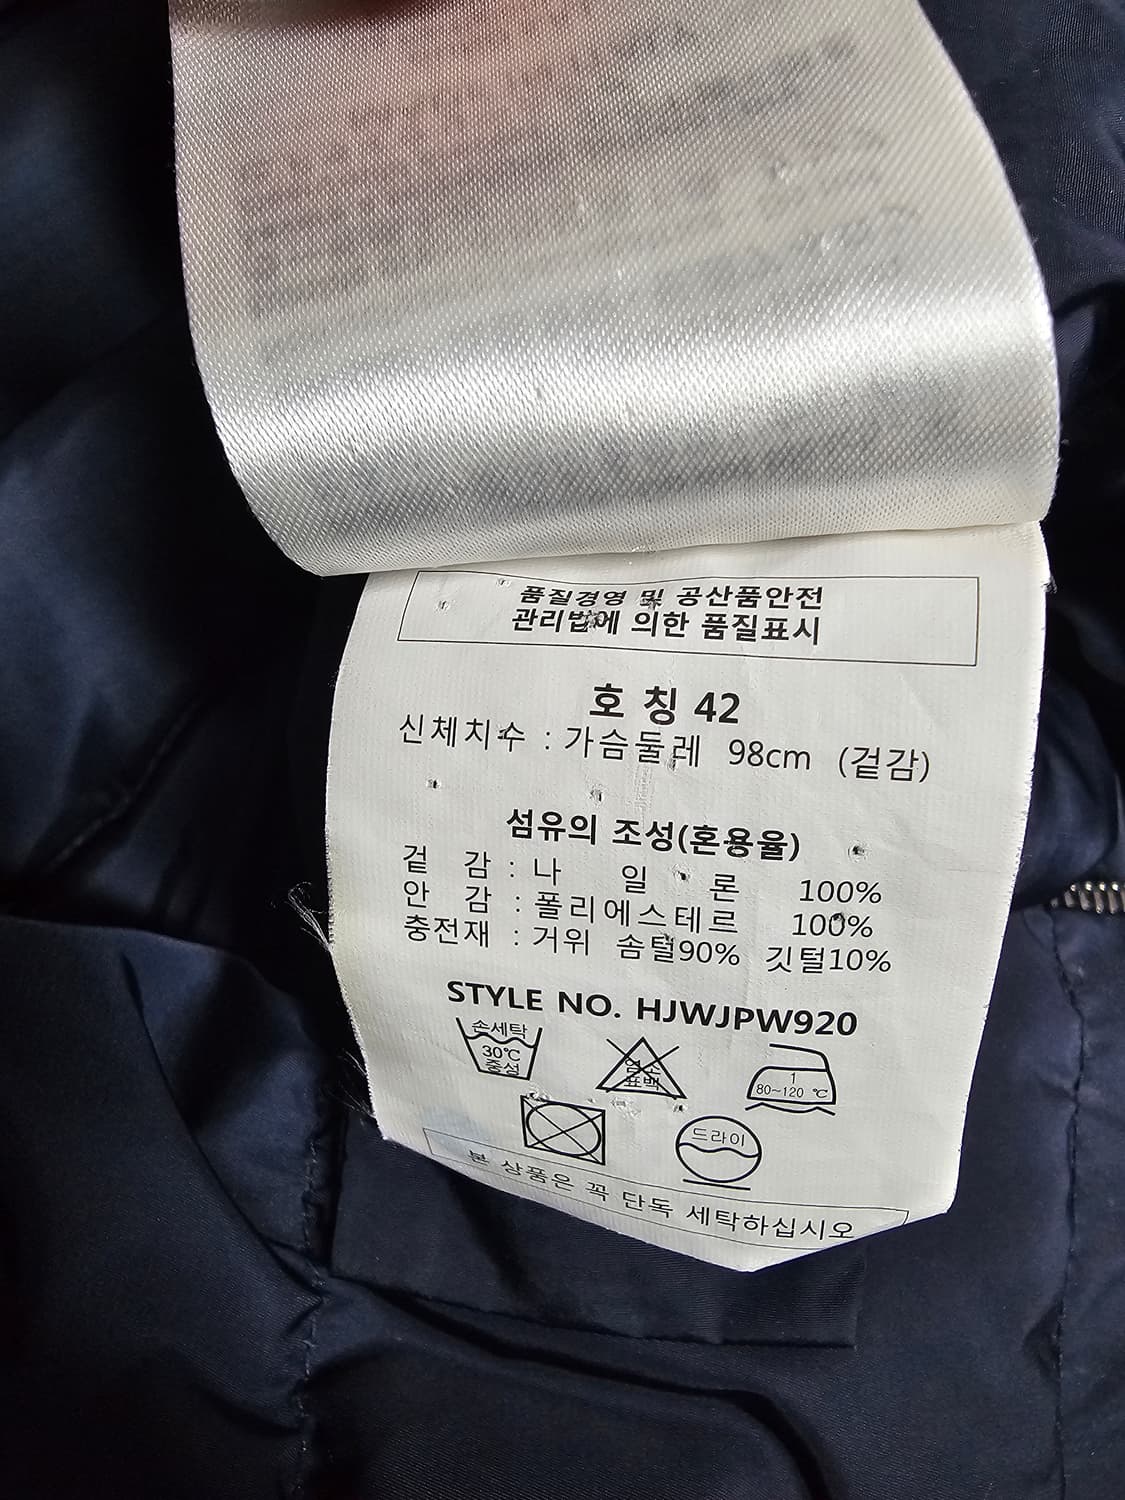 품질경영 및 공산품안전
관리법에 의한 품질표시
호 칭 42
신체치수 : 가슴둘레 98cm (겉감)
섬유의 조성(혼용율)
겉 감 : 나 일 론 100%
안 감 : 폴리에스테르 100%
충전재 : 거위 솜털90% 깃털10%
STYLE NO. HJWJPW920
손세탁
30℃
중성
염소
표백
1
80~120 ℃
드라이
본 상품은 꼭 단독 세탁하십시오